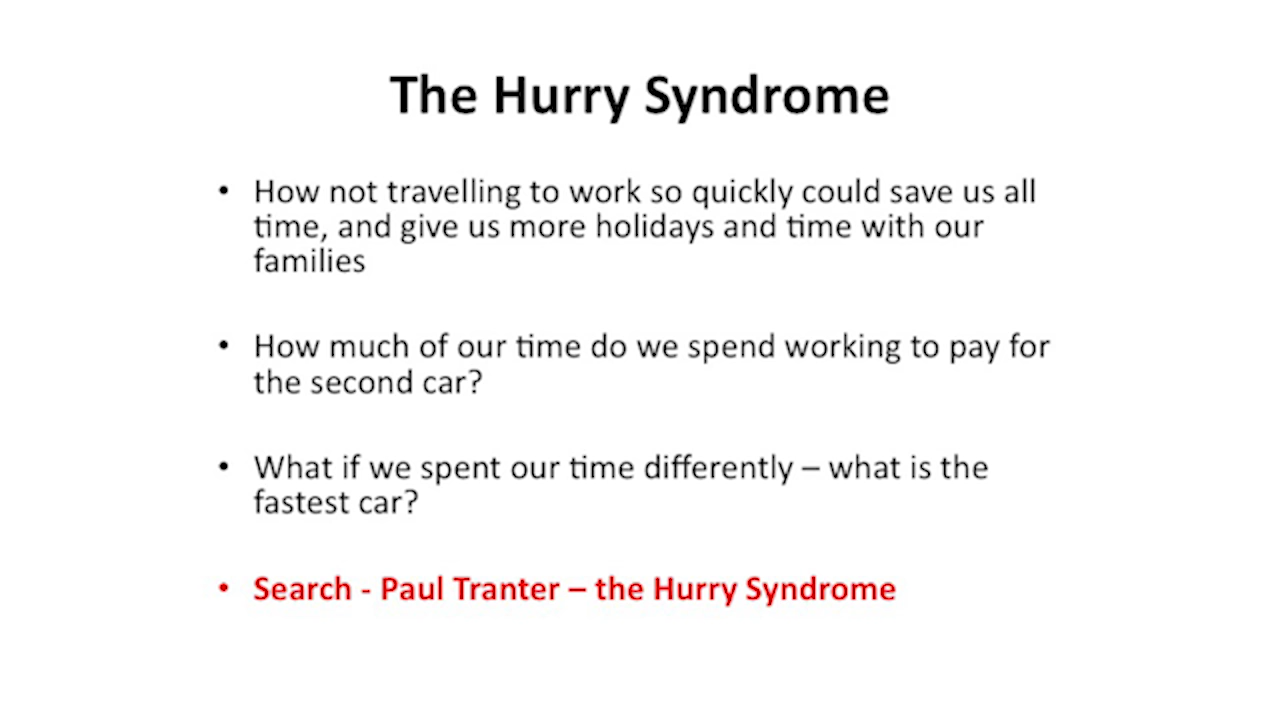 The Hurry Syndrome
• How not travelling to work so quickly could save us all
time, and give us more holidays and time with our
families
• How much of our time do we spend working to pay for
the second car?
• What if we spent our time differently – what is the
fastest car?
• Search - Paul Tranter – the Hurry Syndrome